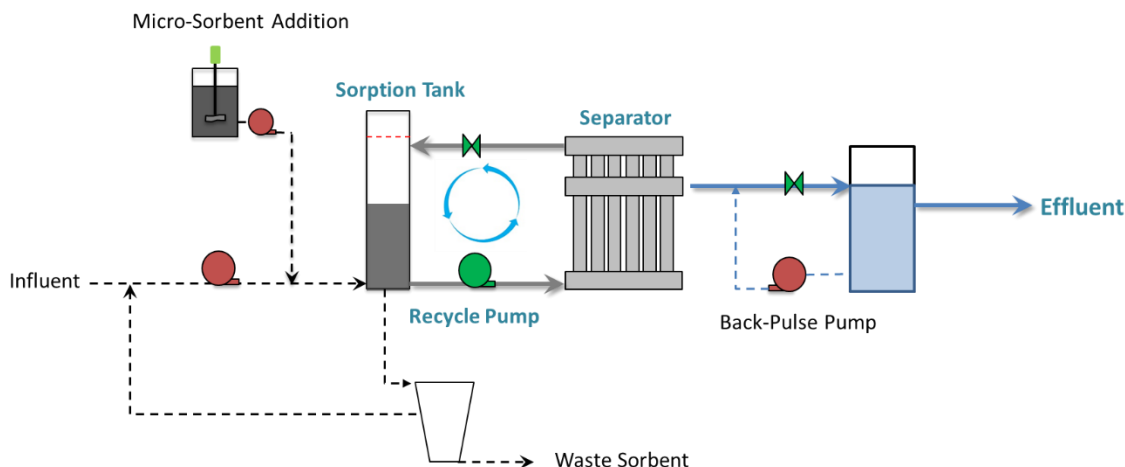 Micro-Sorbent Addition
Sorption Tank
Separator
Effluent
Influent
Recycle Pump
Back-Pulse Pump
Waste Sorbent